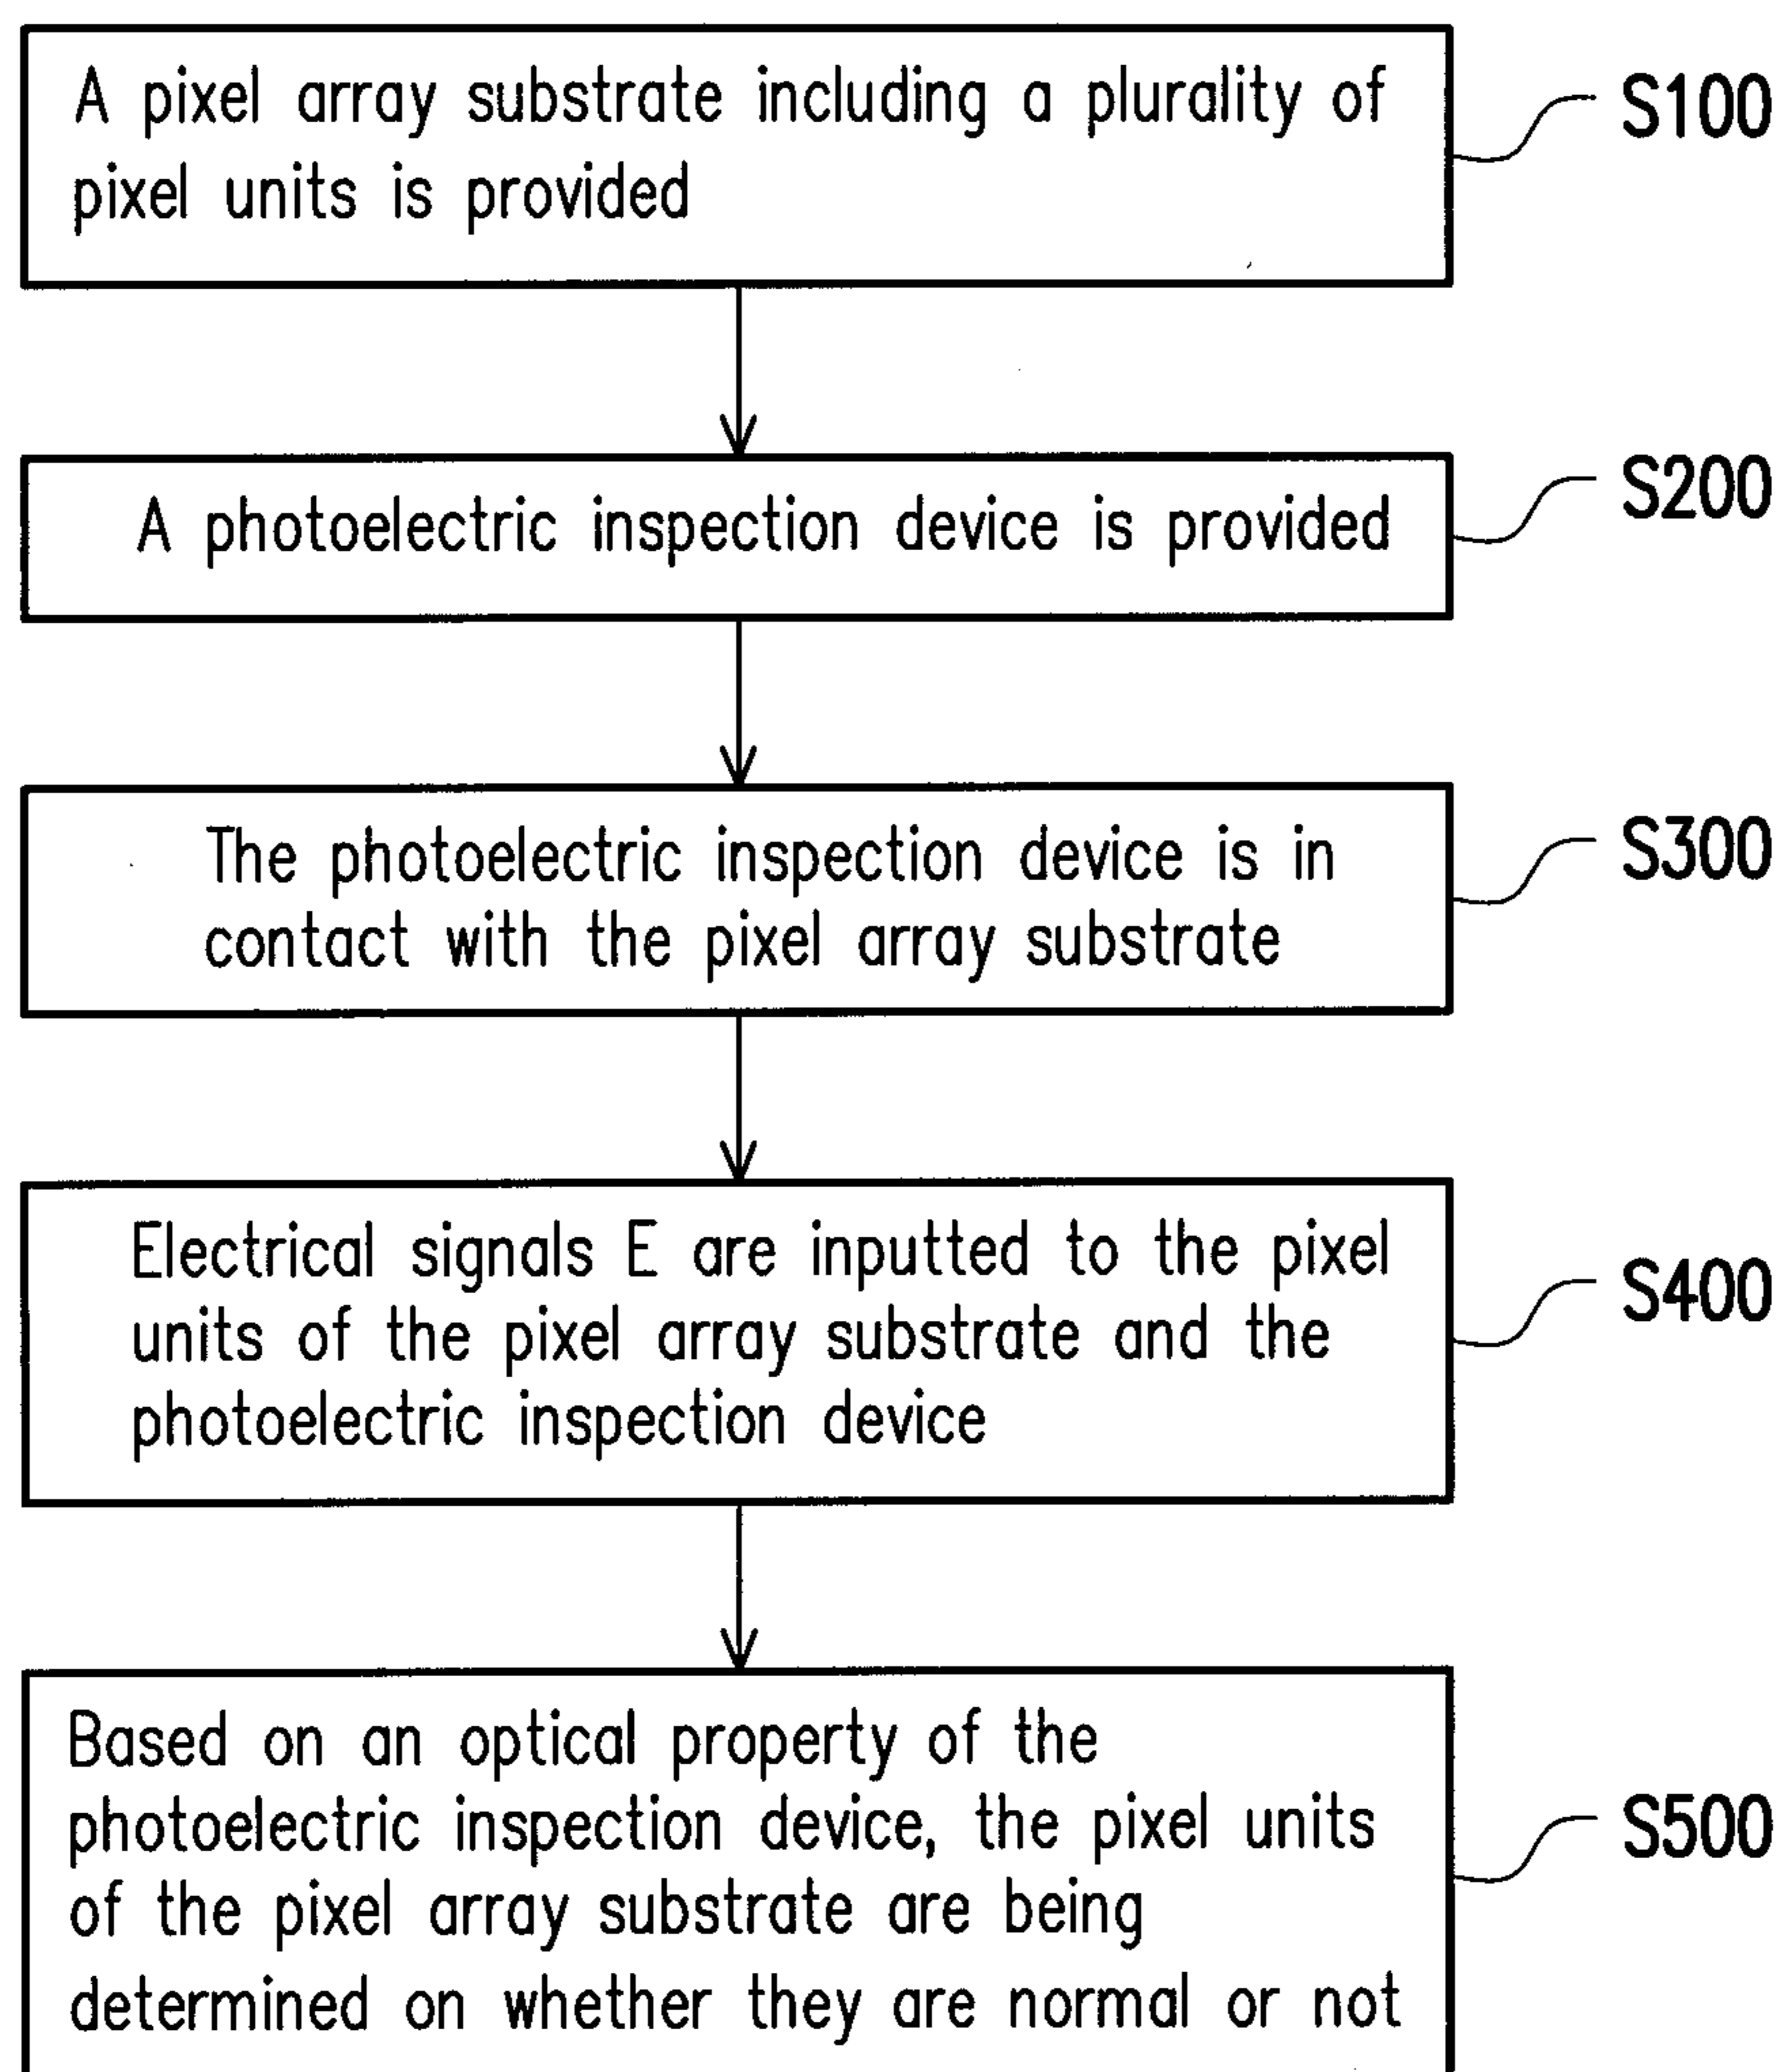 A pixel array substrate including a plurality of
pixel units is provided
S100
A photoelectric inspection device is provided
S200
The photoelectric inspection device is in
contact with the pixel array substrate
S300
Electrical signals E are inputted to the pixel
units of the pixel array substrate and the
photoelectric inspection device
S400
Based on an optical property of the
photoelectric inspection device, the pixel units
of the pixel array substrate are being
determined on whether they are normal or not
S500